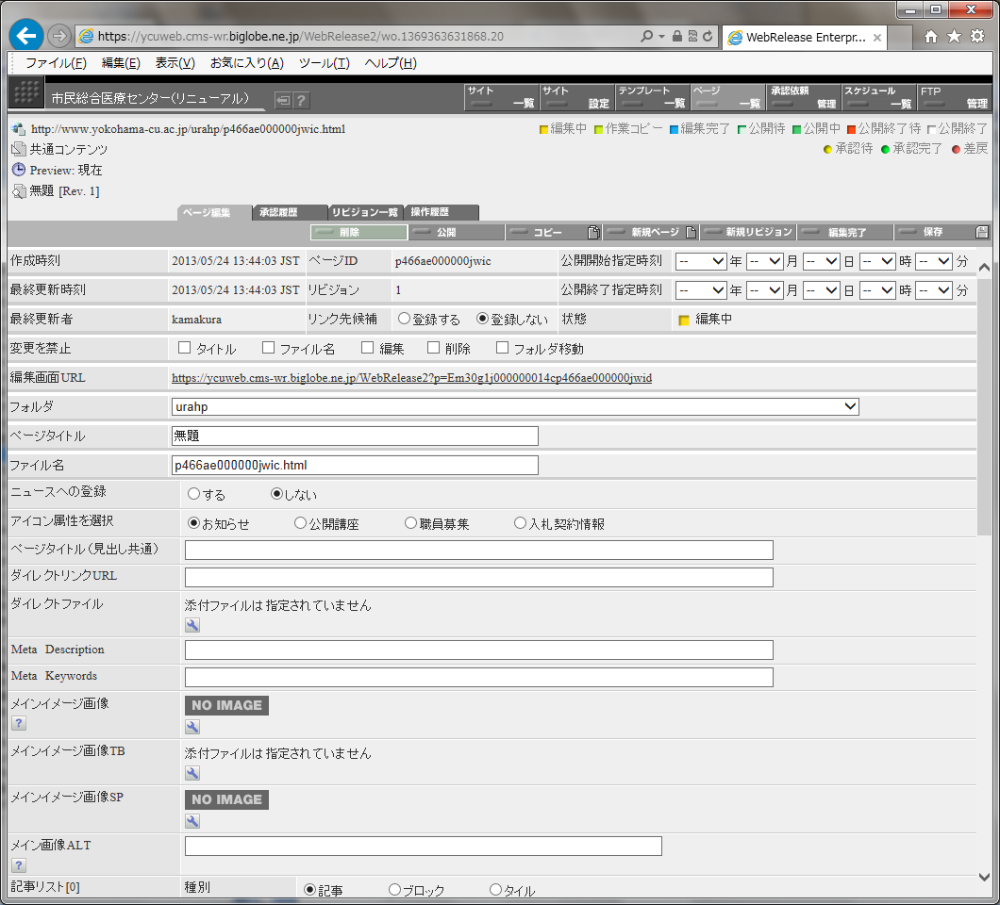 https://ycuweb.cms-wr.biglobe.ne.jp/WebRelease2/wo.1369363631868.20
WebRelease Enterpr...
ファイル(F) 編集(E) 表示(V) お気に入り(A) ツール(T) ヘルプ(H)
市民総合医療センター(リニューアル) ?
サイト 一覧 サイト 設定 テンプレート 一覧 ページ 一覧 承認依頼 管理 スケジュール 一覧 FTP 管理
http://www.yokohama-cu.ac.jp/urahp/p466ae000000jwic.html
編集中 作業コピー 編集完了 公開待 公開中 公開終了待 公開終了
共通コンテンツ
承認待 承認完了 差戻
Preview: 現在
無題 [Rev. 1]
ページ編集 承認履歴 リビジョン一覧 操作履歴
削除 公開 コピー 新規ページ 新規リビジョン 編集完了 保存
作成時刻 2013/05/24 13:44:03 JST ページID p466ae000000jwic 公開開始指定時刻 -- 年 -- 月 -- 日 -- 時 -- 分
最終更新時刻 2013/05/24 13:44:03 JST リビジョン 1 公開終了指定時刻 -- 年 -- 月 -- 日 -- 時 -- 分
最終更新者 kamakura リンク先候補 登録する 登録しない 状態 編集中
変更を禁止 タイトル ファイル名 編集 削除 フォルダ移動
編集画面URL https://ycuweb.cms-wr.biglobe.ne.jp/WebRelease2?p=Em30g1j000000014cp466ae000000jwid
フォルダ urahp
ページタイトル 無題
ファイル名 p466ae000000jwic.html
ニュースへの登録 する しない
アイコン属性を選択 お知らせ 公開講座 職員募集 入札契約情報
ページタイトル（見出し共通）
ダイレクトリンクURL
ダイレクトファイル 添付ファイルは指定されていません
Meta Description
Meta Keywords
メインイメージ画像 NO IMAGE
?
メインイメージ画像TB 添付ファイルは指定されていません
メインイメージ画像SP NO IMAGE
メイン画像ALT
?
記事リスト[0] 種別 記事 ブロック タイル